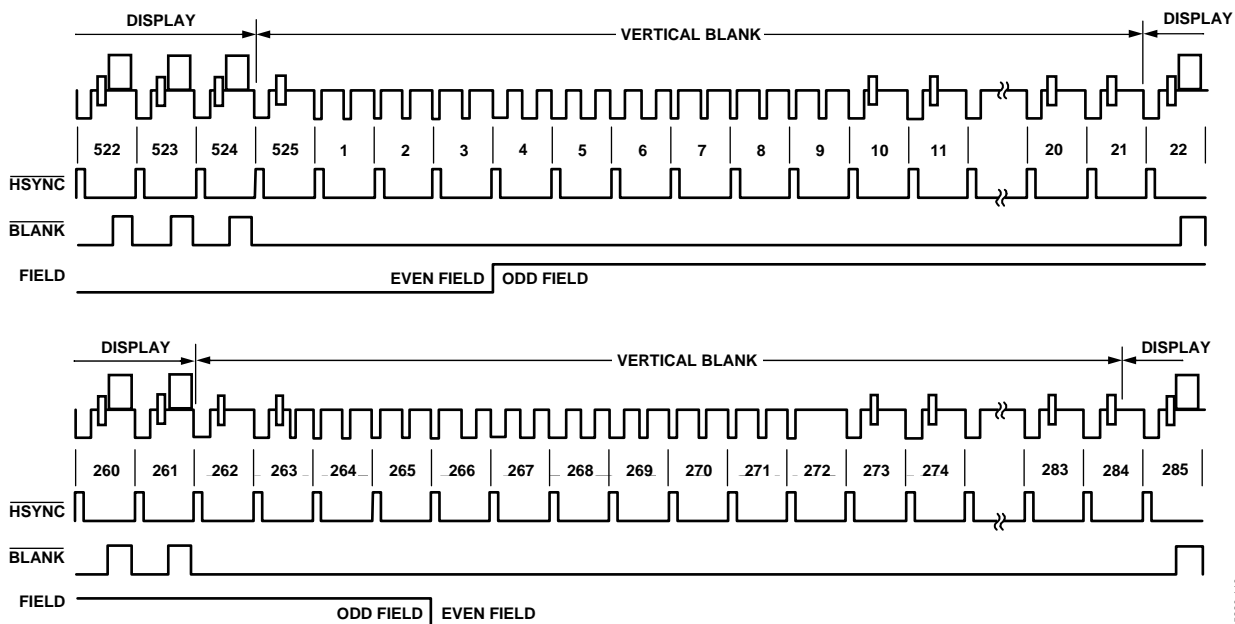 DISPLAY VERTICAL BLANK DISPLAY
522 523 524 525 1 2 3 4 5 6 7 8 9 10 11 20 21 22
HSYNC
BLANK
FIELD EVEN FIELD ODD FIELD
DISPLAY VERTICAL BLANK DISPLAY
260 261 262 263 264 265 266 267 268 269 270 271 272 273 274 283 284 285
HSYNC
BLANK
FIELD ODD FIELD EVEN FIELD